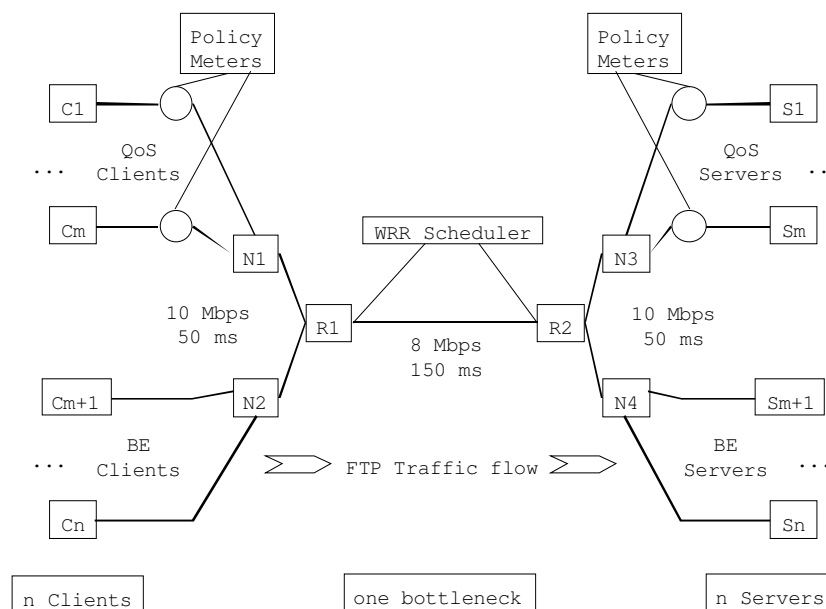 Policy Meters
Policy Meters
C1
S1
QoS
Clients
...
QoS
Servers
...
Cm
Sm
WRR Scheduler
N1
N3
10 Mbps
50 ms
R1
R2
10 Mbps
50 ms
8 Mbps
150 ms
Cm+1
N2
N4
Sm+1
BE
Clients
...
FTP Traffic flow
BE
Servers
...
Cn
Sn
n Clients
one bottleneck
n Servers